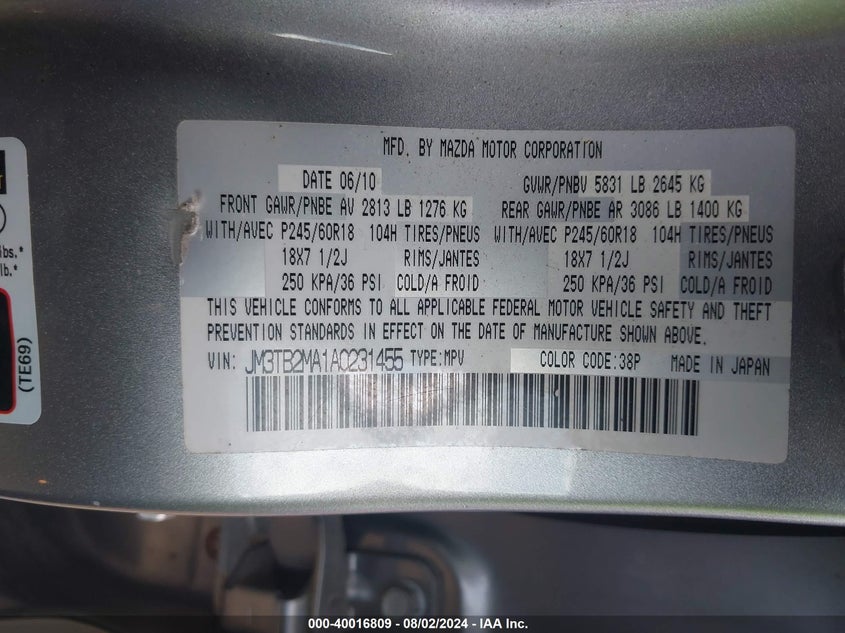 MFD. BY MAZDA MOTOR CORPORATION
DATE 06/10 GVWR/PNBV 5831 LB 2645 KG
FRONT GAWR/PNBE AV 2813 LB 1276 KG REAR GAWR/PNBE AR 3086 LB 1400 KG
WITH/AVEC P245/60R18 104H TIRES/PNEUS WITH/AVEC P245/60R18 104H TIRES/PNEUS
18X7 1/2J RIMS/JANTES 18X7 1/2J RIMS/JANTES
250 KPA/36 PSI COLD/A FROID 250 KPA/36 PSI COLD/A FROID
THIS VEHICLE CONFORMS TO ALL APPLICABLE FEDERAL MOTOR VEHICLE SAFETY AND THEFT
PREVENTION STANDARDS IN EFFECT ON THE DATE OF MANUFACTURE SHOWN ABOVE.
VIN: JM3TB2MA1A0231455 TYPE:MPV COLOR CODE:38P MADE IN JAPAN
lbs.*
lb.*
(TE69)
000-40016809 - 08/02/2024 - IAA Inc.